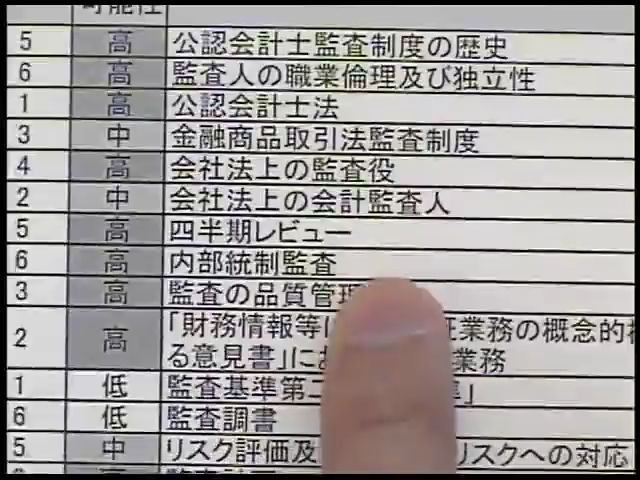 可能性
5 高 公認会計士監査制度の歴史
6 高 監査人の職業倫理及び独立性
1 高 公認会計士法
3 中 金融商品取引法監査制度
4 高 会社法上の監査役
2 中 会社法上の会計監査人
5 高 四半期レビュー
6 高 内部統制監査
3 高 監査の品質管理
2 高 「財務情報等に 業務の概念的
る意見書」に 業務
1 低 監査基準第二 」
6 低 監査調書
5 中 リスク評価及 リスクへの対応